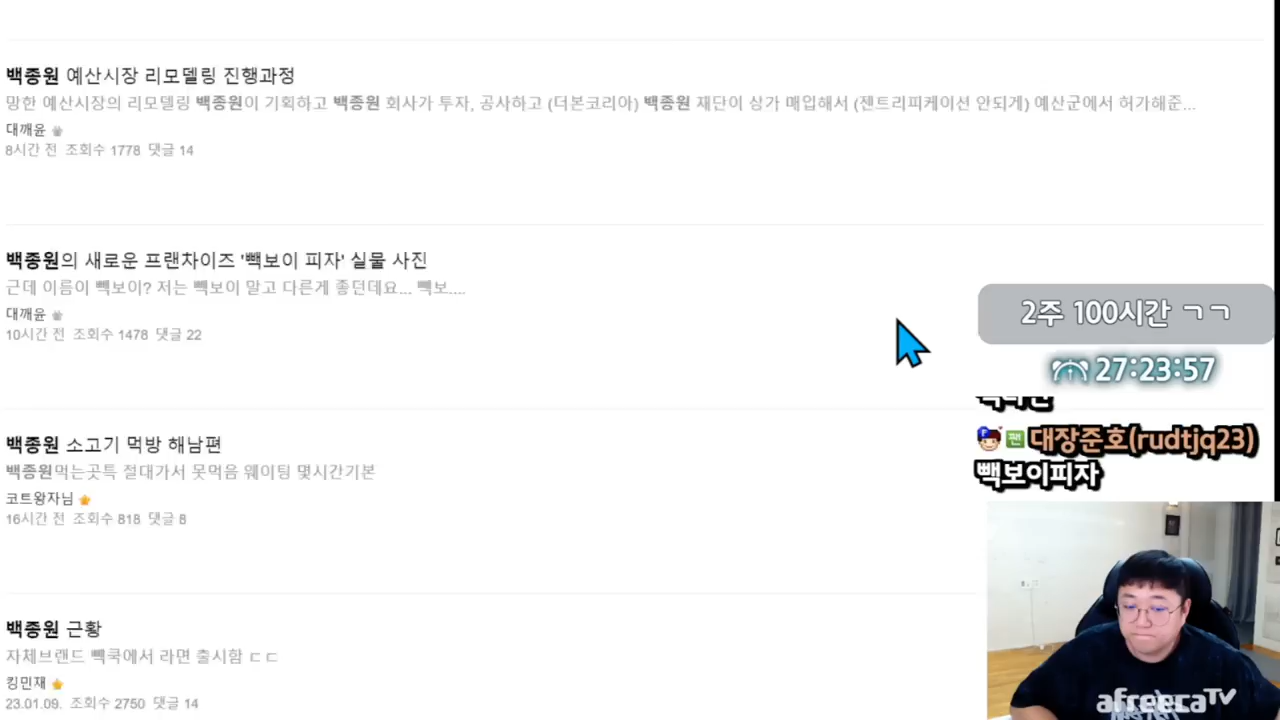 백종원 예산시장 리모델링 진행과정
망한 예산시장의 리모델링 백종원이 기획하고 백종원 회사가 투자, 공사하고 (더본코리아) 백종원 재단이 상가 매입해서 (젠트리피케이션 안되게) 예산군에서 허가해준...
대깨윤
8시간 전 조회수 1778 댓글 14
백종원의 새로운 프랜차이즈 '빽보이 피자' 실물 사진
근데 이름이 빽보이? 저는 빽보이 말고 다른게 좋던데요... 빽보....
대깨윤
10시간 전 조회수 1478 댓글 22
2주 100시간 ㄱㄱ
27:23:57
팬 대장준호(rudtjq23)
빽보이피자
백종원 소고기 먹방 해남편
백종원먹는곳특 절대가서 못먹음 웨이팅 몇시간기본
코트왕자님
16시간 전 조회수 818 댓글 8
백종원 근황
자체브랜드 빽쿡에서 라면 출시함 ㄷㄷ
킹민재
23.01.09. 조회수 2750 댓글 14
afreecaTV